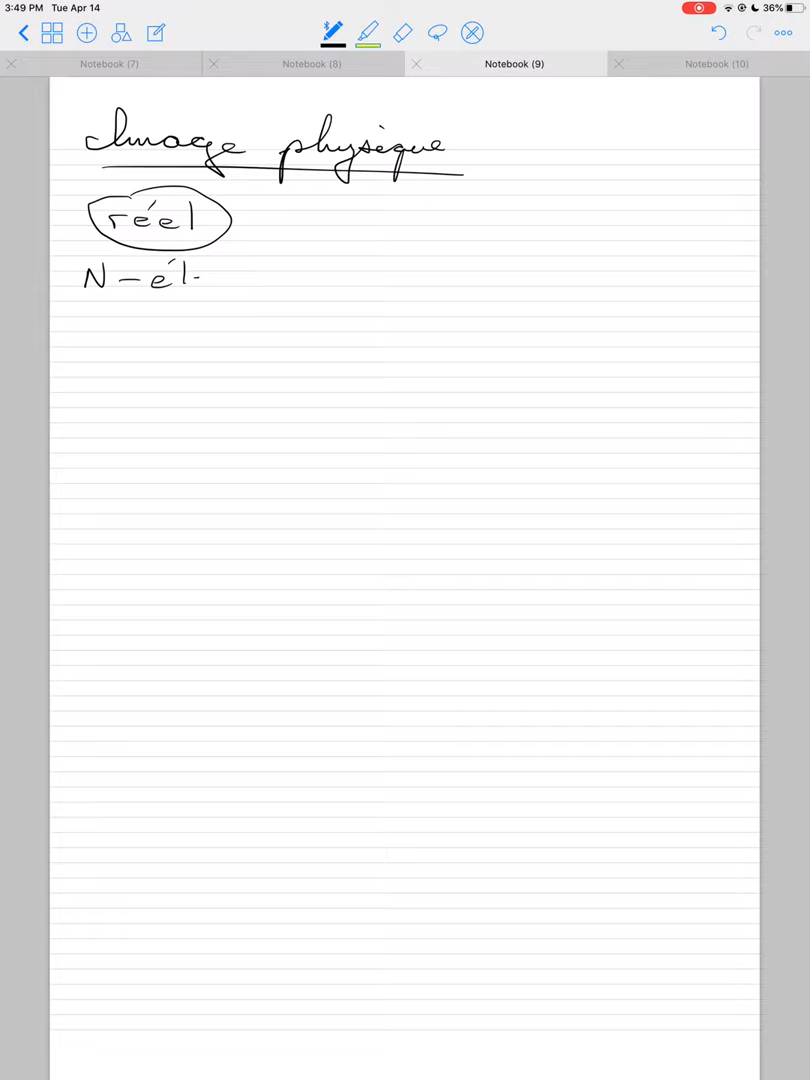 3:49 PM Tue Apr 14 36%
Notebook (7) Notebook (8) Notebook (9) Notebook (10)
Image physique
réel
N-él.